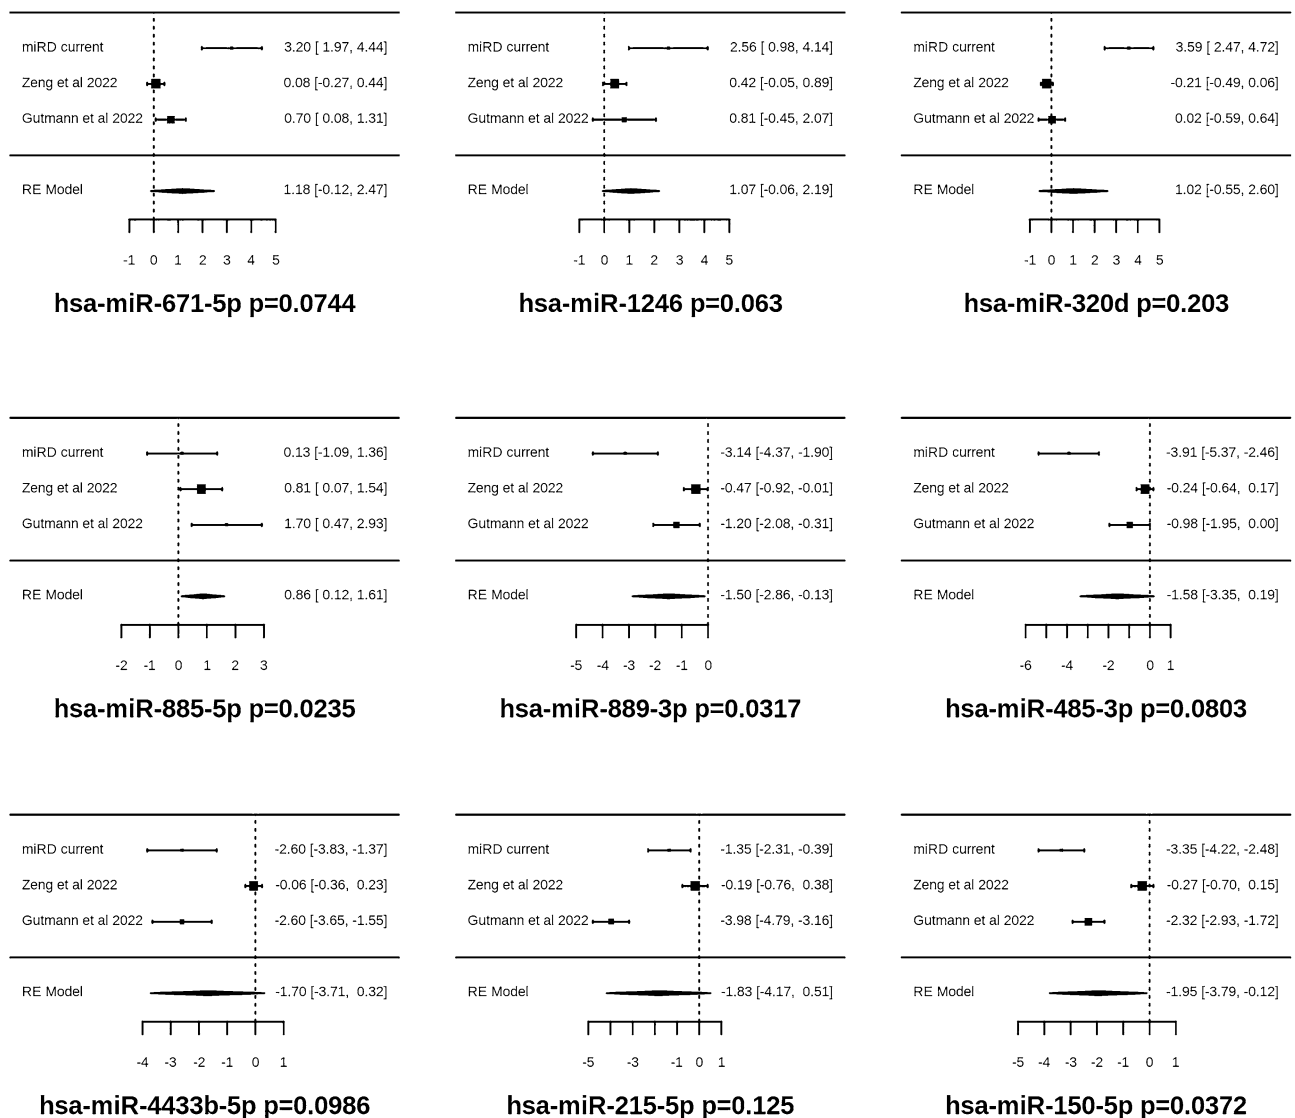 miRD current 3.20 [ 1.97, 4.44]
Zeng et al 2022 0.08 [-0.27, 0.44]
Gutmann et al 2022 0.70 [ 0.08, 1.31]
RE Model 1.18 [-0.12, 2.47]
-1 0 1 2 3 4 5
hsa-miR-671-5p p=0.0744
miRD current 2.56 [ 0.98, 4.14]
Zeng et al 2022 0.42 [-0.05, 0.89]
Gutmann et al 2022 0.81 [-0.45, 2.07]
RE Model 1.07 [-0.06, 2.19]
-1 0 1 2 3 4 5
hsa-miR-1246 p=0.063
miRD current 3.59 [ 2.47, 4.72]
Zeng et al 2022 -0.21 [-0.49, 0.06]
Gutmann et al 2022 0.02 [-0.59, 0.64]
RE Model 1.02 [-0.55, 2.60]
-1 0 1 2 3 4 5
hsa-miR-320d p=0.203
miRD current 0.13 [-1.09, 1.36]
Zeng et al 2022 0.81 [ 0.07, 1.54]
Gutmann et al 2022 1.70 [ 0.47, 2.93]
RE Model 0.86 [ 0.12, 1.61]
-2 -1 0 1 2 3
hsa-miR-885-5p p=0.0235
miRD current -3.14 [-4.37, -1.90]
Zeng et al 2022 -0.47 [-0.92, -0.01]
Gutmann et al 2022 -1.20 [-2.08, -0.31]
RE Model -1.50 [-2.86, -0.13]
-5 -4 -3 -2 -1 0
hsa-miR-889-3p p=0.0317
miRD current -3.91 [-5.37, -2.46]
Zeng et al 2022 -0.24 [-0.64, 0.17]
Gutmann et al 2022 -0.98 [-1.95, 0.00]
RE Model -1.58 [-3.35, 0.19]
-6 -4 -2 0 1
hsa-miR-485-3p p=0.0803
miRD current -2.60 [-3.83, -1.37]
Zeng et al 2022 -0.06 [-0.36, 0.23]
Gutmann et al 2022 -2.60 [-3.65, -1.55]
RE Model -1.70 [-3.71, 0.32]
-4 -3 -2 -1 0 1
hsa-miR-4433b-5p p=0.0986
miRD current -1.35 [-2.31, -0.39]
Zeng et al 2022 -0.19 [-0.76, 0.38]
Gutmann et al 2022 -3.98 [-4.79, -3.16]
RE Model -1.83 [-4.17, 0.51]
-5 -3 -1 0 1
hsa-miR-215-5p p=0.125
miRD current -3.35 [-4.22, -2.48]
Zeng et al 2022 -0.27 [-0.70, 0.15]
Gutmann et al 2022 -2.32 [-2.93, -1.72]
RE Model -1.95 [-3.79, -0.12]
-5 -4 -3 -2 -1 0 1
hsa-miR-150-5p p=0.0372